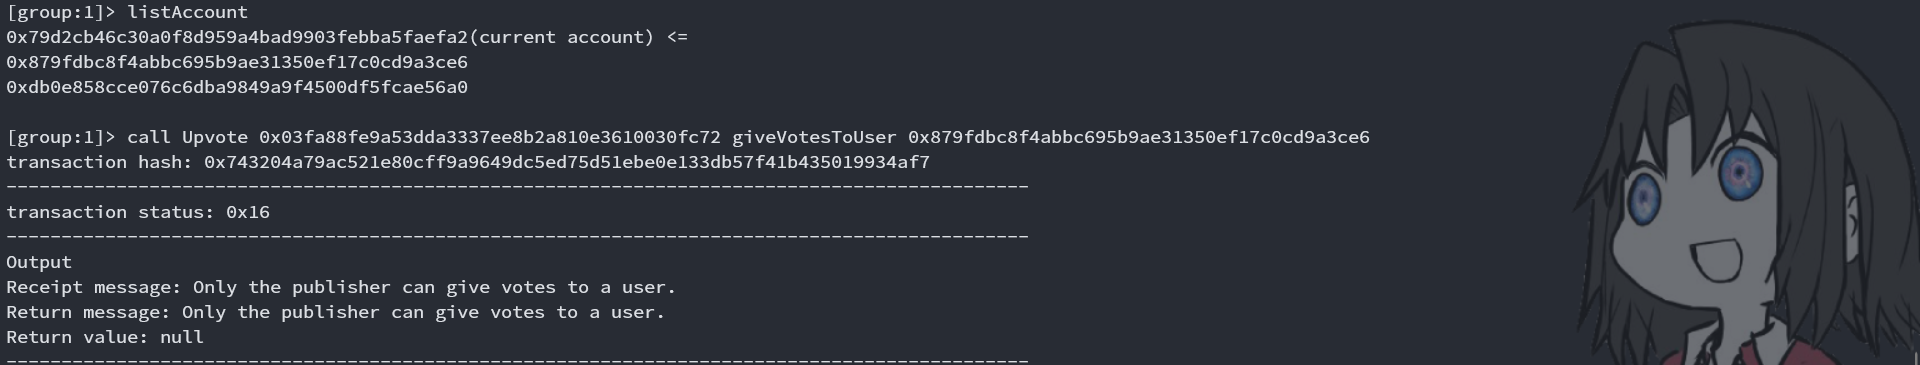 [group:1]> listAccount
0x79d2cb46c30a0f8d959a4bad9903febba5faefa2(current account) <=
0x879fdbc8f4abbc695b9ae31350ef17c0cd9a3ce6
0xdb0e858cce076c6dba9849a9f4500df5fcae56a0
[group:1]> call Upvote 0x03fa88fe9a53dda3337ee8b2a810e3610030fc72 giveVotesToUser 0x879fdbc8f4abbc695b9ae31350ef17c0cd9a3ce6
transaction hash: 0x743204a79ac521e80cff9a9649dc5ed75d51ebe0e133db57f41b435019934af7
---------------------------------------------------------------------------------------------
transaction status: 0x16
---------------------------------------------------------------------------------------------
Output
Receipt message: Only the publisher can give votes to a user.
Return message: Only the publisher can give votes to a user.
Return value: null
---------------------------------------------------------------------------------------------